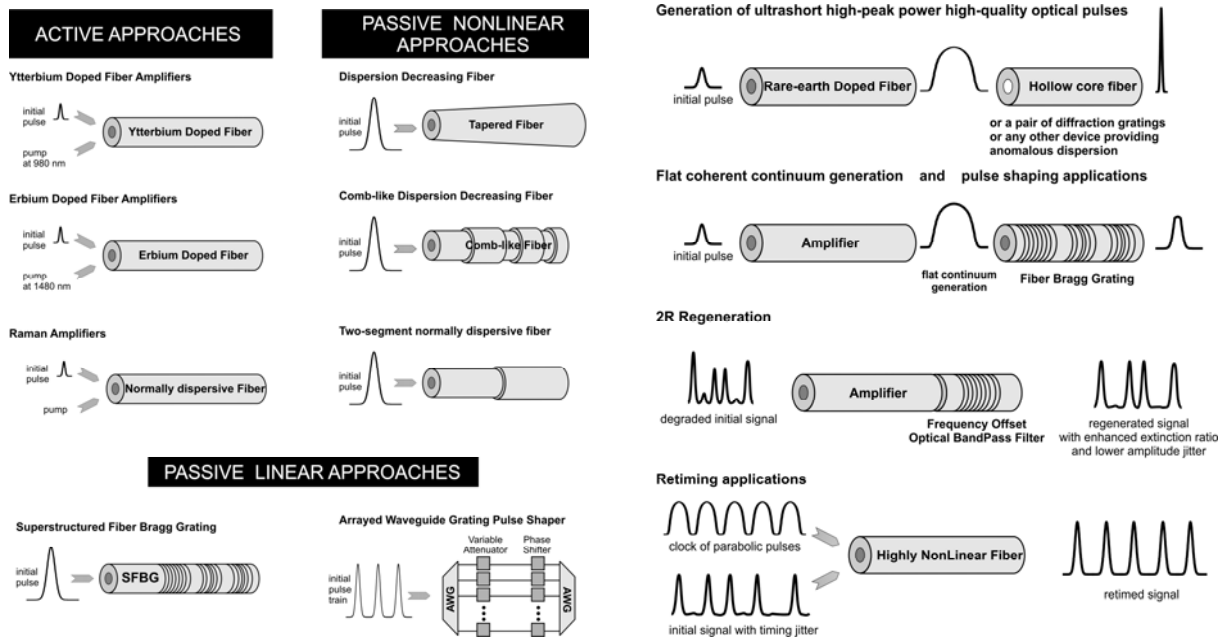 ACTIVE APPROACHES
Ytterbium Doped Fiber Amplifiers
initial
pulse
Ytterbium Doped Fiber
pump
at 980 nm
Erbium Doped Fiber Amplifiers
initial
pulse
Erbium Doped Fiber
pump
at 1480 nm
Raman Amplifiers
initial
pulse
Normally dispersive Fiber
pump
PASSIVE NONLINEAR
APPROACHES
Dispersion Decreasing Fiber
initial
pulse
Tapered Fiber
Comb-like Dispersion Decreasing Fiber
initial
pulse
Comb-like Fiber
Two-segment normally dispersive fiber
initial
pulse
PASSIVE LINEAR APPROACHES
Superstructured Fiber Bragg Grating
initial
pulse
SFBG
Arrayed Waveguide Grating Pulse Shaper
Variable
Attenuator
Phase
Shifter
initial
pulse
train
AWG
AWG
Generation of ultrashort high-peak power high-quality optical pulses
initial pulse
Rare-earth Doped Fiber
Hollow core fiber
or a pair of diffraction gratings
or any other device providing
anomalous dispersion
Flat coherent continuum generation and pulse shaping applications
initial pulse
Amplifier
flat continuum
generation
Fiber Bragg Grating
2R Regeneration
degraded initial signal
Amplifier
Frequency Offset
Optical BandPass Filter
regenerated signal
with enhanced extinction ratio
and lower amplitude jitter
Retiming applications
clock of parabolic pulses
Highly NonLinear Fiber
initial signal with timing jitter
retimed signal